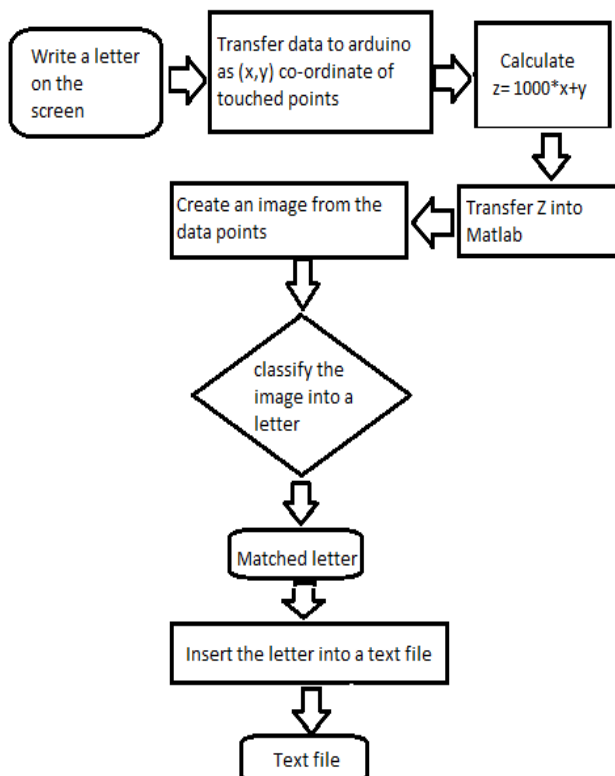 Write a letter
on the
screen
Transfer data to arduino
as (x,y) co-ordinate of
touched points
Calculate
z= 1000*x+y
Transfer Z into
Matlab
Create an image from the
data points
classify the
image into a
letter
Matched letter
Insert the letter into a text file
Text file